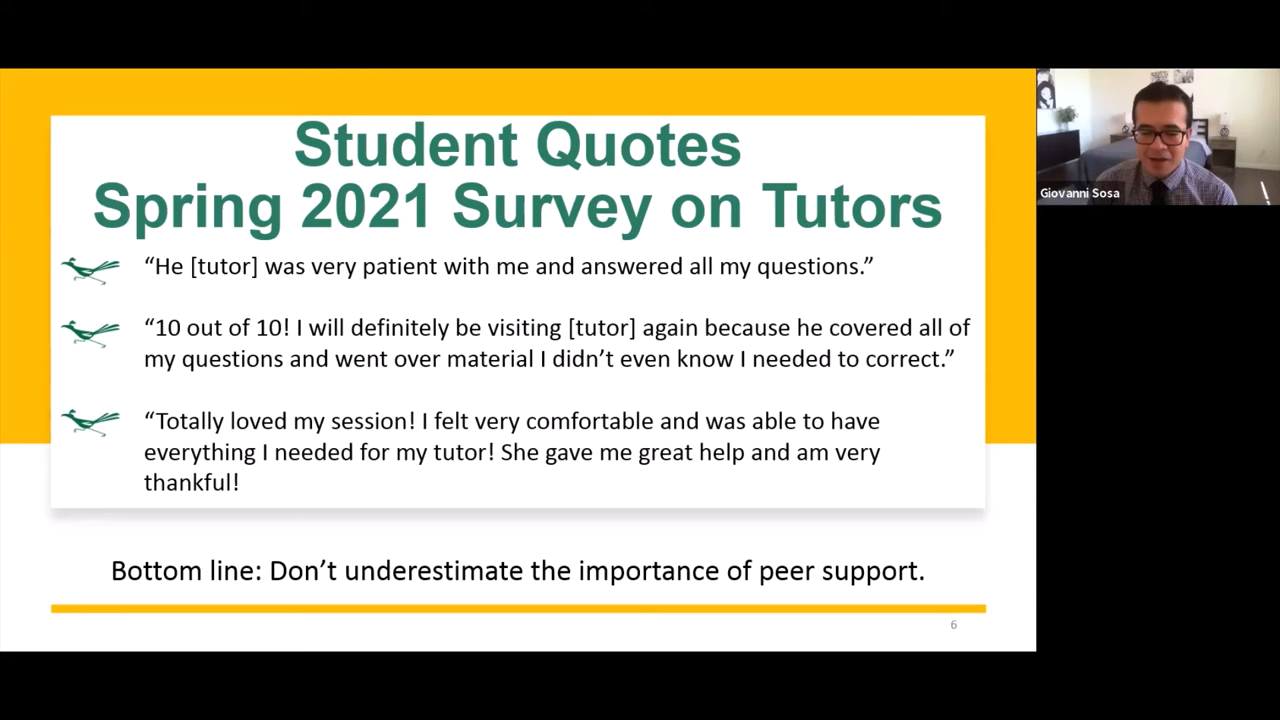 Student Quotes
Spring 2021 Survey on Tutors
“He [tutor] was very patient with me and answered all my questions.”
“10 out of 10! I will definitely be visiting [tutor] again because he covered all of
my questions and went over material I didn’t even know I needed to correct.”
“Totally loved my session! I felt very comfortable and was able to have
everything I needed for my tutor! She gave me great help and am very
thankful!
Bottom line: Don’t underestimate the importance of peer support.
6
Giovanni Sosa